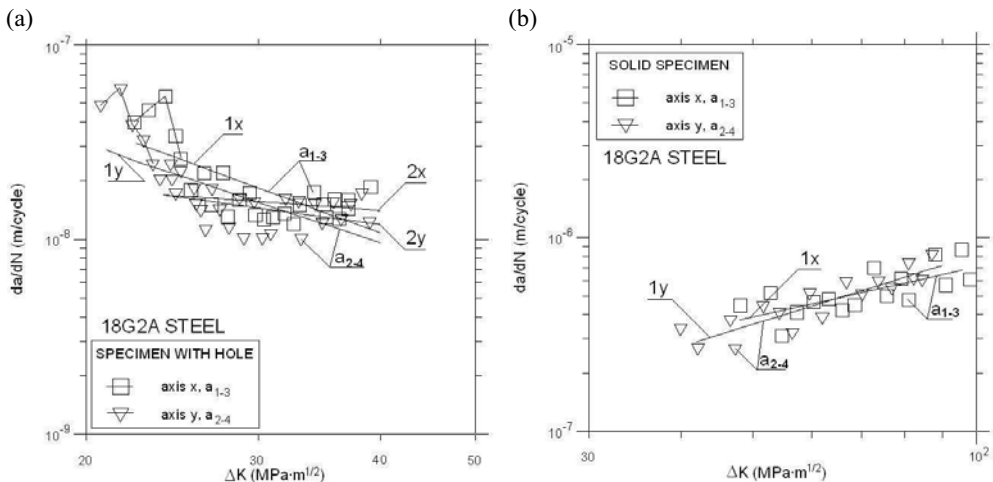 (a)
10⁻⁷
1x
a₁₋₃
1y
2x
10⁻⁸
2y
a₂₋₄
da/dN (m/cycle)
18G2A STEEL
SPECIMEN WITH HOLE
axis x, a₁₋₃
axis y, a₂₋₄
10⁻⁹
20 30 40 50
ΔK (MPa·m¹/²)
(b)
10⁻⁵
SOLID SPECIMEN
axis x, a₁₋₃
axis y, a₂₋₄
18G2A STEEL
da/dN (m/cycle)
10⁻⁶
1x
1y
a₁₋₃
a₂₋₄
10⁻⁷
30 10²
ΔK (MPa·m¹/²)